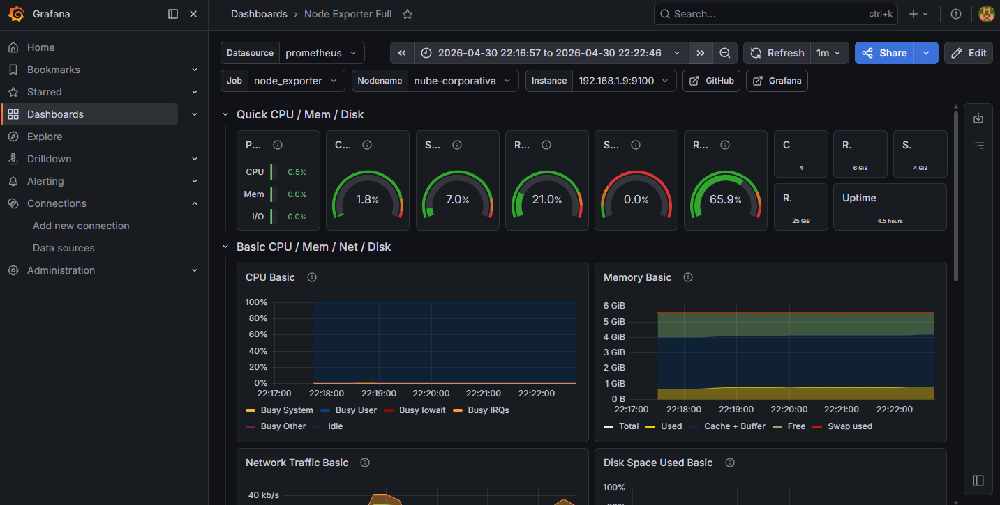 Grafana
Home
Bookmarks
Starred
Dashboards
Explore
Drilldown
Alerting
Connections
Add new connection
Data sources
Administration
Dashboards › Node Exporter Full
Search... ctrl+k
Datasource prometheus
2026-04-30 22:16:57 to 2026-04-30 22:22:46
Refresh 1m
Share
Edit
Job node_exporter
Nodename nube-corporativa
Instance 192.168.1.9:9100
GitHub
Grafana
Quick CPU / Mem / Disk
P...
CPU 0.5%
Mem 0.0%
I/O 0.0%
C...
1.8%
S...
7.0%
R...
21.0%
S...
0.0%
R...
65.9%
C
4
R.
6 GiB
S.
4 GiB
R.
25 GiB
Uptime
4.5 hours
Basic CPU / Mem / Net / Disk
CPU Basic
100%
80%
60%
40%
20%
0%
22:17:00 22:18:00 22:19:00 22:20:00 22:21:00 22:22:00
Busy System Busy User Busy Iowait Busy IRQs
Busy Other Idle
Memory Basic
6 GiB
5 GiB
4 GiB
3 GiB
2 GiB
1 GiB
0 B
22:17:00 22:18:00 22:19:00 22:20:00 22:21:00 22:22:00
Total Used Cache + Buffer Free Swap used
Network Traffic Basic
40 kb/s
Disk Space Used Basic
100%